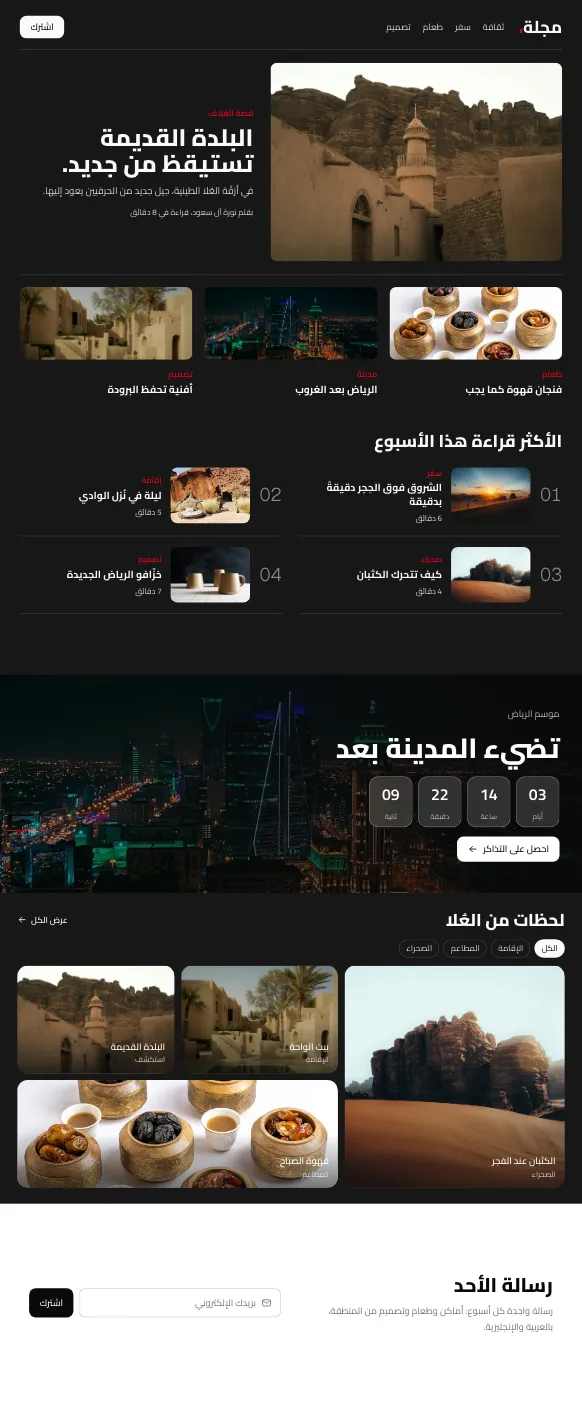 مجلة،
ثقافة
سفر
طعام
تصميم
اشترك
قصة الغلاف
البلدة القديمة
تستيقظ من جديد.
في أزقّة العُلا الطينية، جيل جديد من الحرفيين يعود إليها.
بقلم نورة آل سعود، قراءة في 8 دقائق
طعام
فنجان قهوة كما يجب
مدينة
الرياض بعد الغروب
تصميم
أفنية تحفظ البرودة
الأكثر قراءة هذا الأسبوع
01
سفر
الشروق فوق الحِجر دقيقةً
بدقيقة
6 دقائق
02
إقامة
ليلة في نُزل الوادي
5 دقائق
03
صحراء
كيف تتحرك الكثبان
4 دقائق
04
تصميم
خزّافو الرياض الجديدة
7 دقائق
موسم الرياض
تضيء المدينة بعد
03
أيام
14
ساعة
22
دقيقة
09
ثانية
احصل على التذاكر
لحظات من العُلا
عرض الكل
الكل
الإقامة
المطاعم
الصحراء
الكثبان عند الفجر
الصحراء
بيت الواحة
الإقامة
البلدة القديمة
استكشف
قهوة الصباح
المطاعم
رسالة الأحد
رسالة واحدة كل أسبوع: أماكن وطعام وتصميم من المنطقة،
بالعربية والإنجليزية.
بريدك الإلكتروني
اشترك